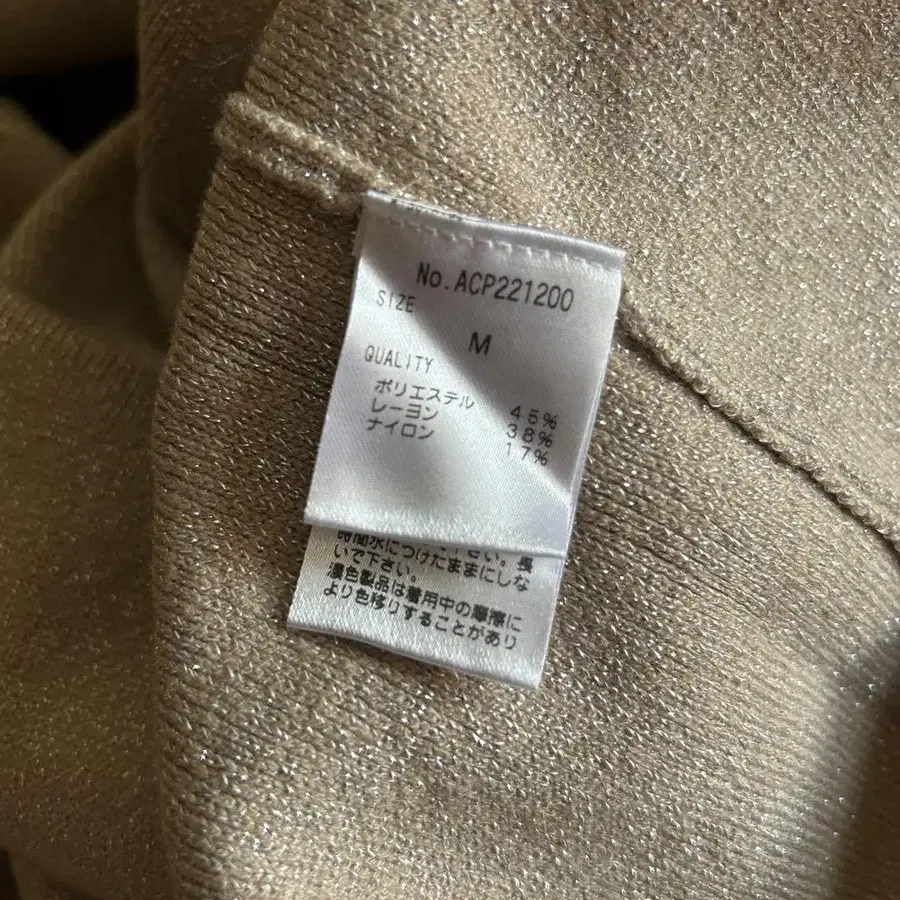 No. ACP221200
SIZE
M
QUALITY
ポリエステル 45%
レーヨン 38%
ナイロン 17%
時間水につけたままにしな
いで下さい。
濃色製品は着用中の摩擦に
より色移りすることがあり